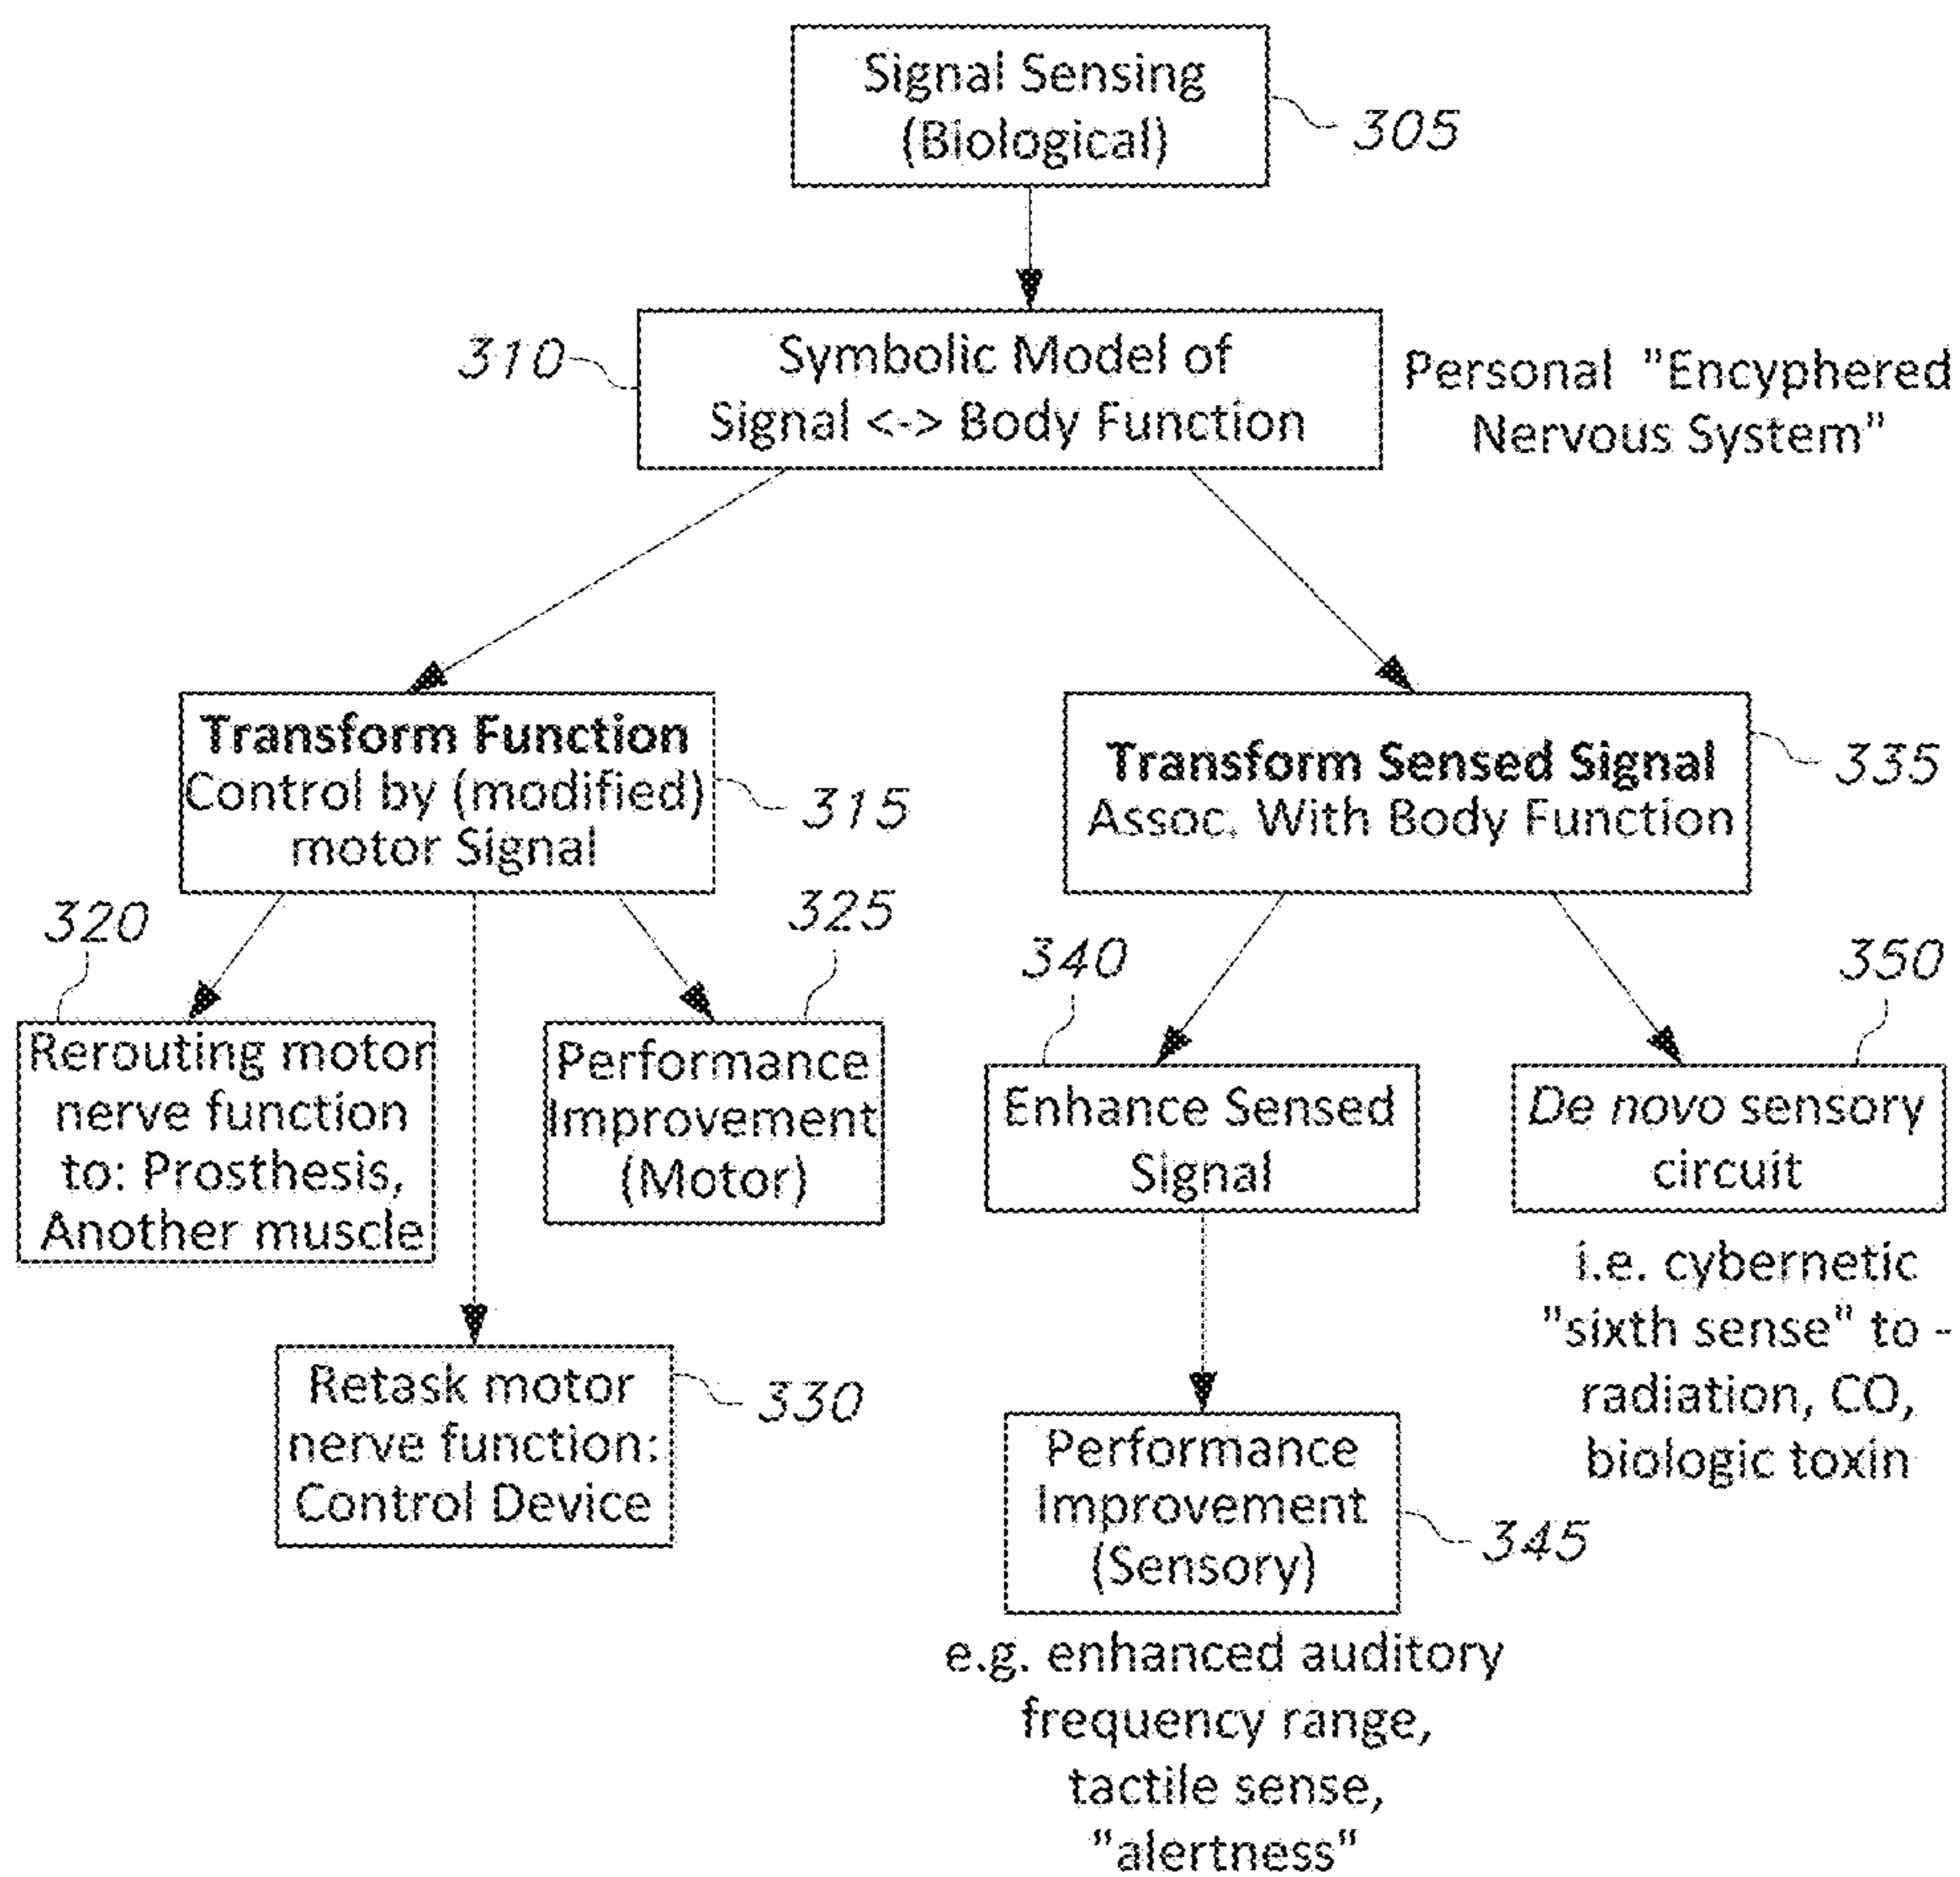 Signal Sensing
(Biological)
305
310
Symbolic Model of
Signal <-> Body Function
Personal "Encyphered
Nervous System"
Transform Function
Control by (modified)
motor Signal
315
Transform Sensed Signal
Assoc. With Body Function
335
320
325
340
350
Rerouting motor
nerve function
to: Prosthesis,
Another muscle
Performance
Improvement
(Motor)
Enhance Sensed
Signal
De novo sensory
circuit
i.e. cybernetic
"sixth sense" to -
radiation, CO,
biologic toxin
Retask motor
nerve function:
Control Device
330
Performance
Improvement
(Sensory)
345
e.g. enhanced auditory
frequency range,
tactile sense,
"alertness"